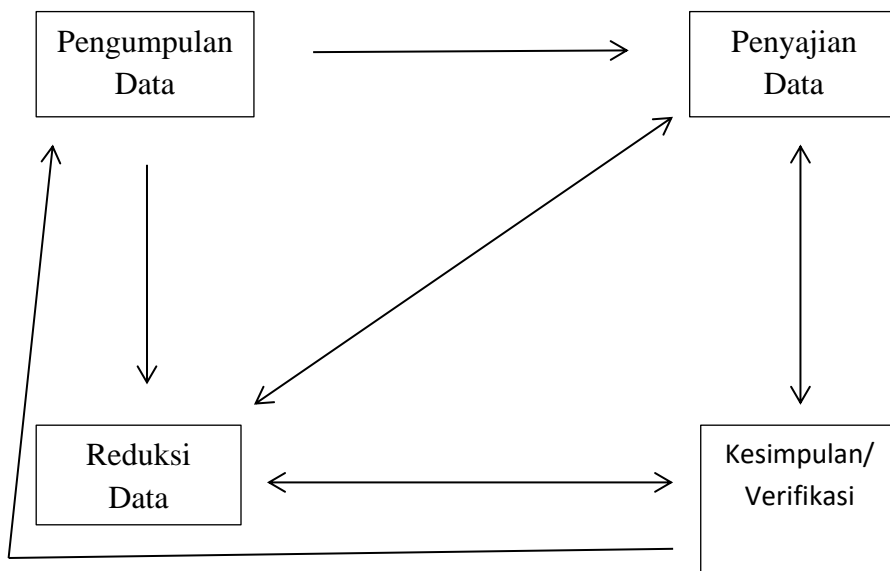 Pengumpulan
Data
Penyajian
Data
Reduksi
Data
Kesimpulan/
Verifikasi